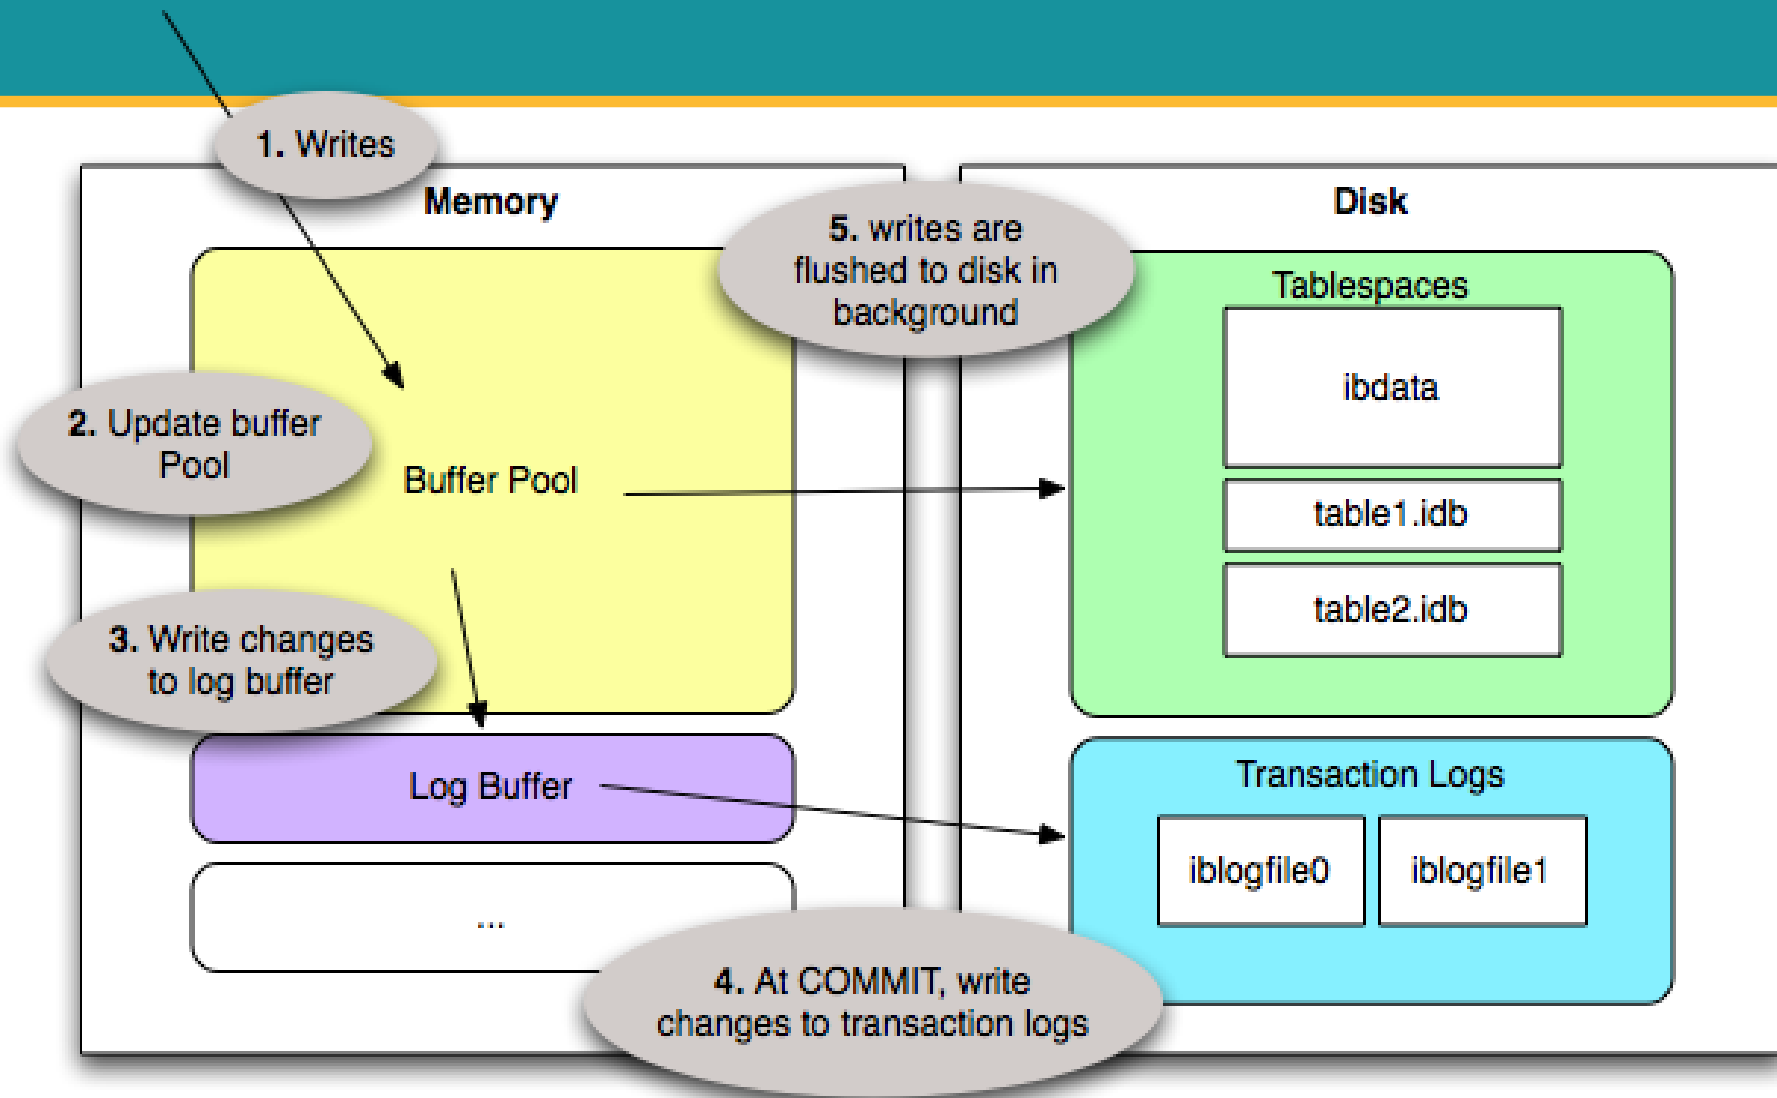 1. Writes
Memory
Disk
5. writes are
flushed to disk in
background
Tablespaces
ibdata
2. Update buffer
Pool
Buffer Pool
table1.idb
table2.idb
3. Write changes
to log buffer
Log Buffer
Transaction Logs
iblogfile0
iblogfile1
...
4. At COMMIT, write
changes to transaction logs